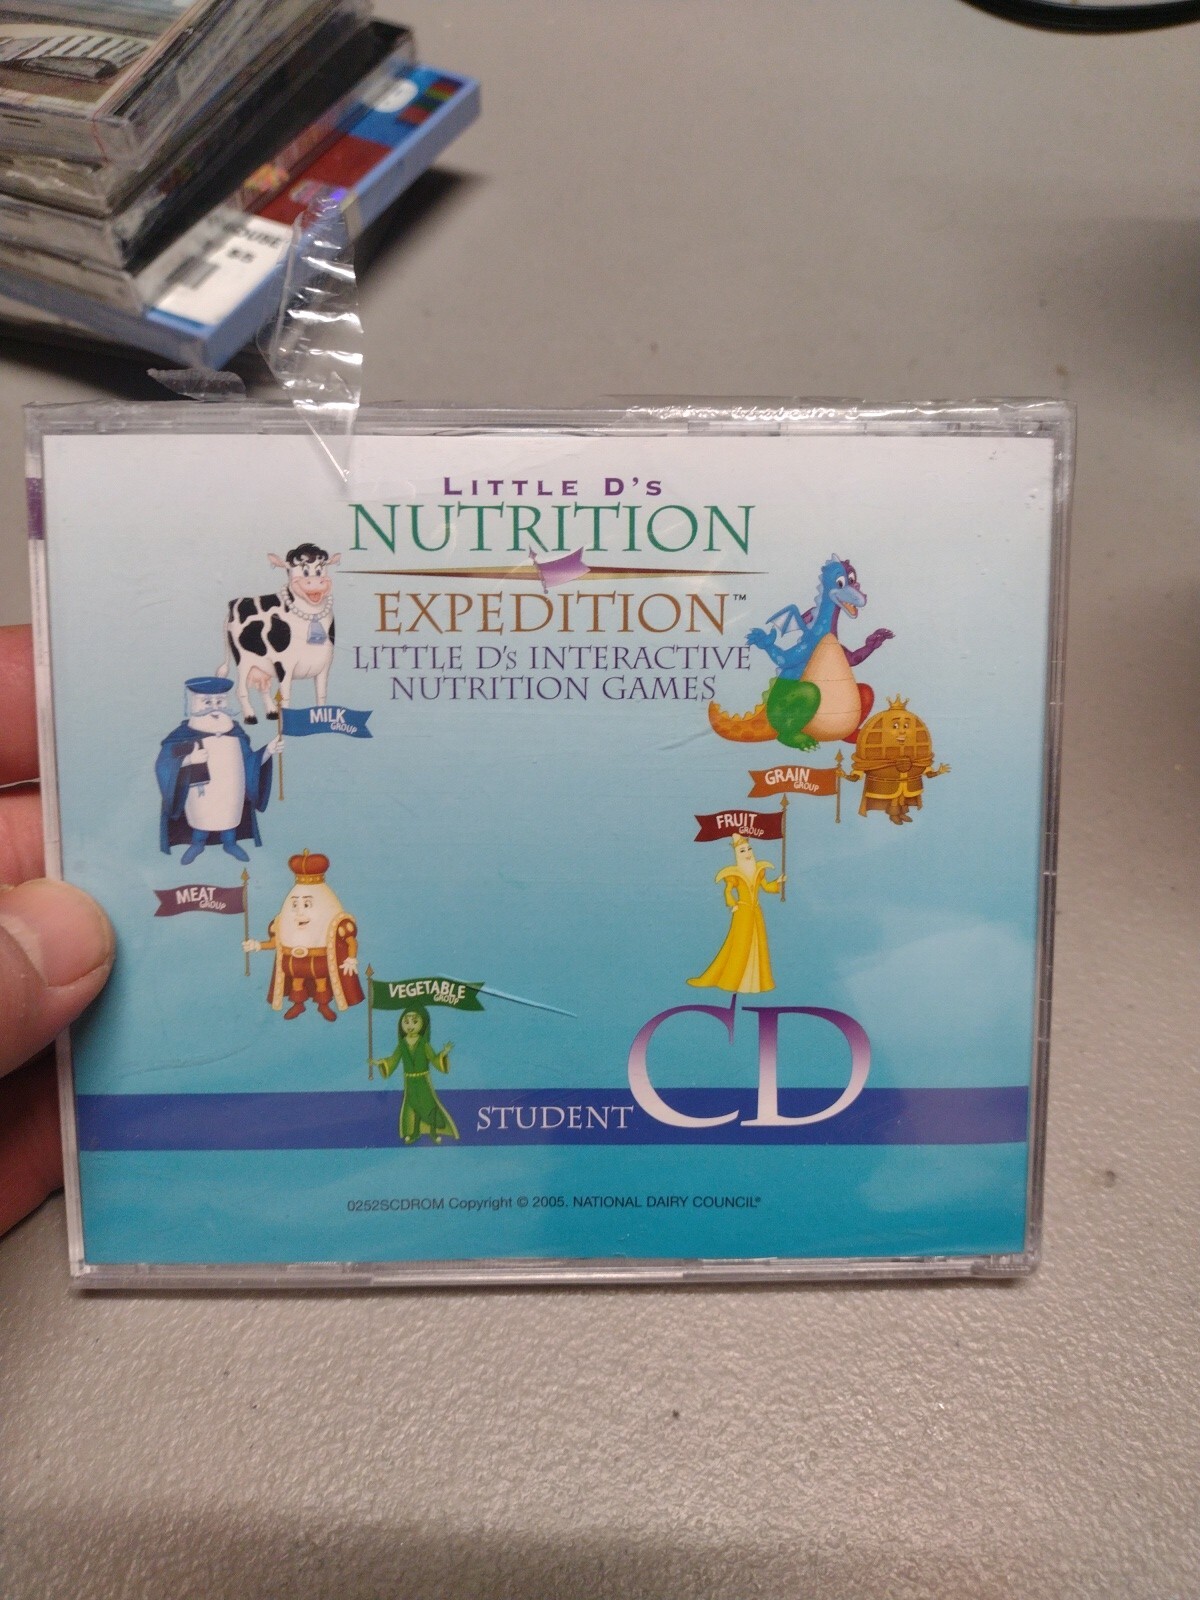 LITTLE D's
NUTRITION
EXPEDITION™
LITTLE D's INTERACTIVE
NUTRITION GAMES
MILK
GROUP
GRAIN
GROUP
FRUIT
GROUP
MEAT
GROUP
VEGETABLE
GROUP
STUDENT CD
0252SCDROM Copyright © 2005. NATIONAL DAIRY COUNCIL®